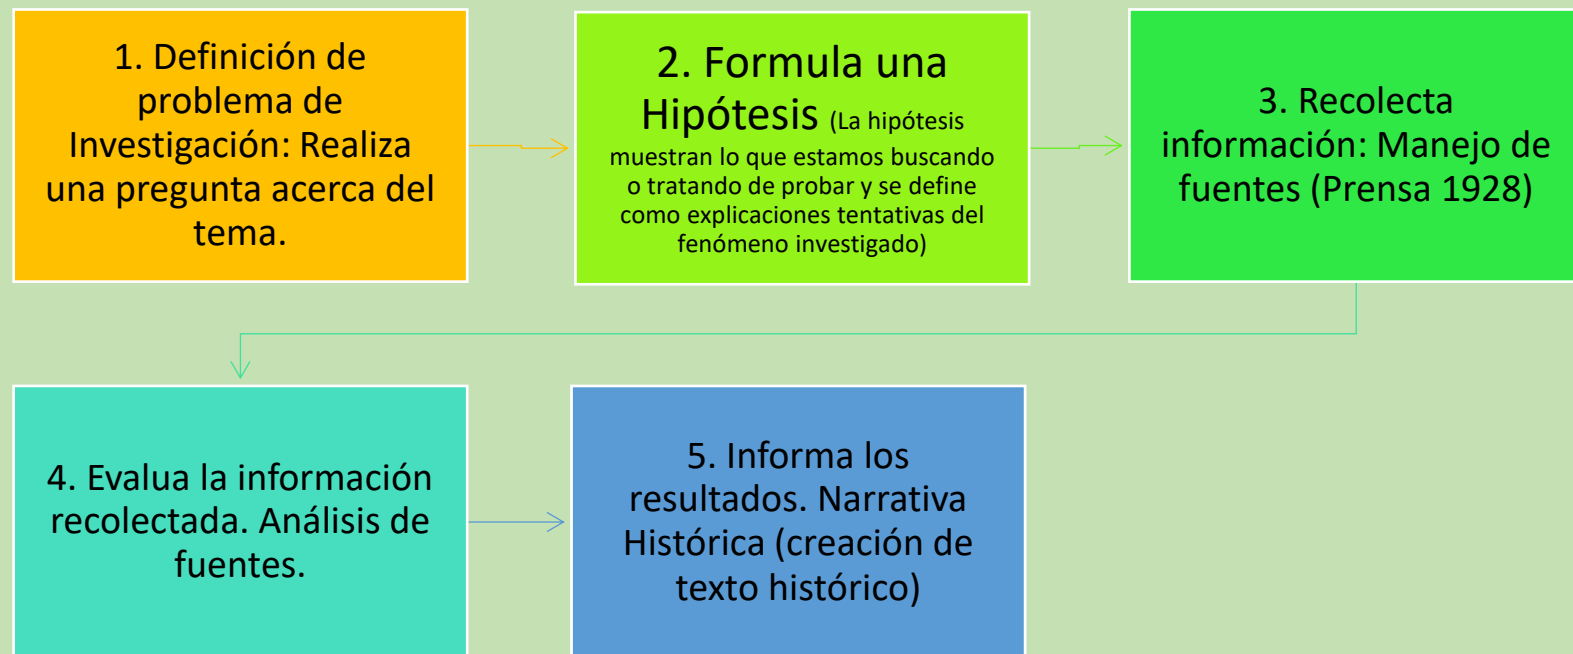 1. Definición de
problema de
Investigación: Realiza
una pregunta acerca del
tema.
2. Formula una
Hipótesis (La hipótesis
muestran lo que estamos buscando
o tratando de probar y se define
como explicaciones tentativas del
fenómeno investigado)
3. Recolecta
información: Manejo de
fuentes (Prensa 1928)
4. Evalua la información
recolectada. Análisis de
fuentes.
5. Informa los
resultados. Narrativa
Histórica (creación de
texto histórico)